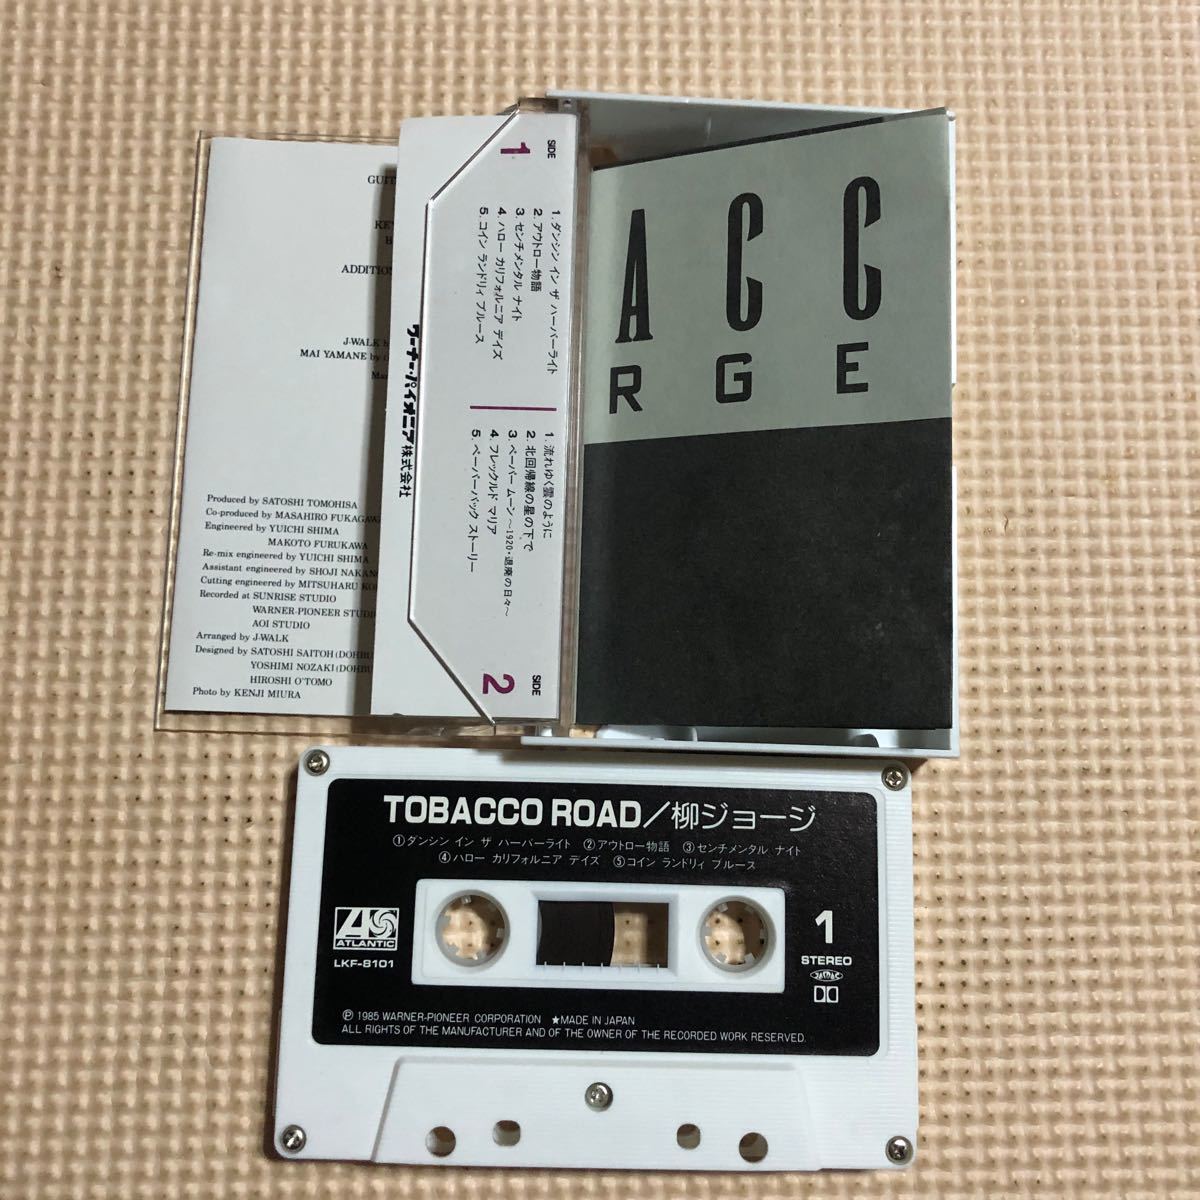 GUIT
KE
ADDITION
J-WALK
MAI YAMANE by
Produced by SATOSHI TOMOHISA
Co-produced by MASAHIRO FUKAGAWA
Engineered by YUICHI SHIMA
MAKOTO FURUKAWA
Re-mix engineered by YUICHI SHIMA
Assistant engineered by SHOJI NAKAN
Cutting engineered by MITSUHARU KO
Recorded at SUNRISE STUDIO
WARNER-PIONEER STUDIO
AOI STUDIO
Arranged by J-WALK
Designed by SATOSHI SAITOH (DOHBU
YOSHIMI NOZAKI (DOHBU
HIROSHI O'TOMO
Photo by KENJI MIURA
ワーナー・パイオニア株式会社
SIDE 1
1. ダンシン イン ザ ハーバーライト
2. アウトロー物語
3. センチメンタル ナイト
4. ハロー カリフォルニア デイズ
5. コイン ランドリィ ブルース
SIDE 2
1. 流れゆく雲のように
2. 北回帰線の星の下で
3. ペーパー ムーン 〜1920・退廃の日々〜
4. フレックルド マリア
5. ペーパーバック ストーリー
ACC
RGE
TOBACCO ROAD/柳ジョージ
①ダンシン イン ザ ハーバーライト ②アウトロー物語 ③センチメンタル ナイト
④ハロー カリフォルニア デイズ ⑤コイン ランドリィ ブルース
ATLANTIC
LKF-8101
1
STEREO
Ⓟ 1985 WARNER-PIONEER CORPORATION ★MADE IN JAPAN
ALL RIGHTS OF THE MANUFACTURER AND OF THE OWNER OF THE RECORDED WORK RESERVED.